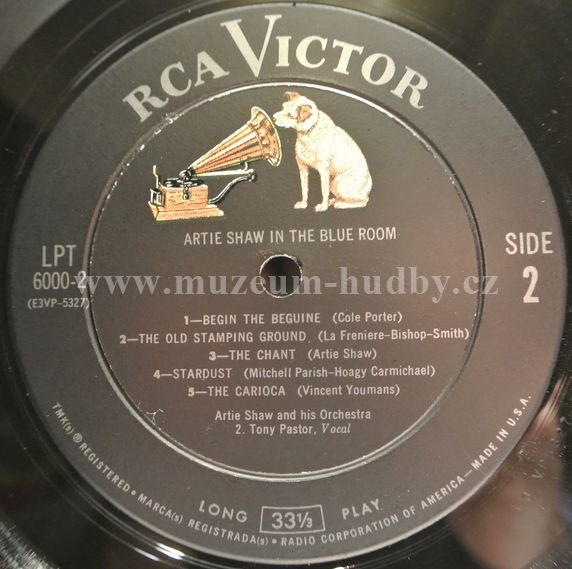 RCA VICTOR
ARTIE SHAW IN THE BLUE ROOM
LPT
6000-2
(E3VP-5327)
SIDE
2
www.muzeum-hudby.cz
1—BEGIN THE BEGUINE (Cole Porter)
2—THE OLD STAMPING GROUND (La Freniere-Bishop-Smith)
3—THE CHANT (Artie Shaw)
4—STARDUST (Mitchell Parish-Hoagy Carmichael)
5—THE CARIOCA (Vincent Youmans)
Artie Shaw and his Orchestra
2. Tony Pastor, Vocal
LONG 33⅓ PLAY
TMK(s) ® REGISTERED • MARCA(s) REGISTRADA(s) • RADIO CORPORATION OF AMERICA—MADE IN U.S.A.